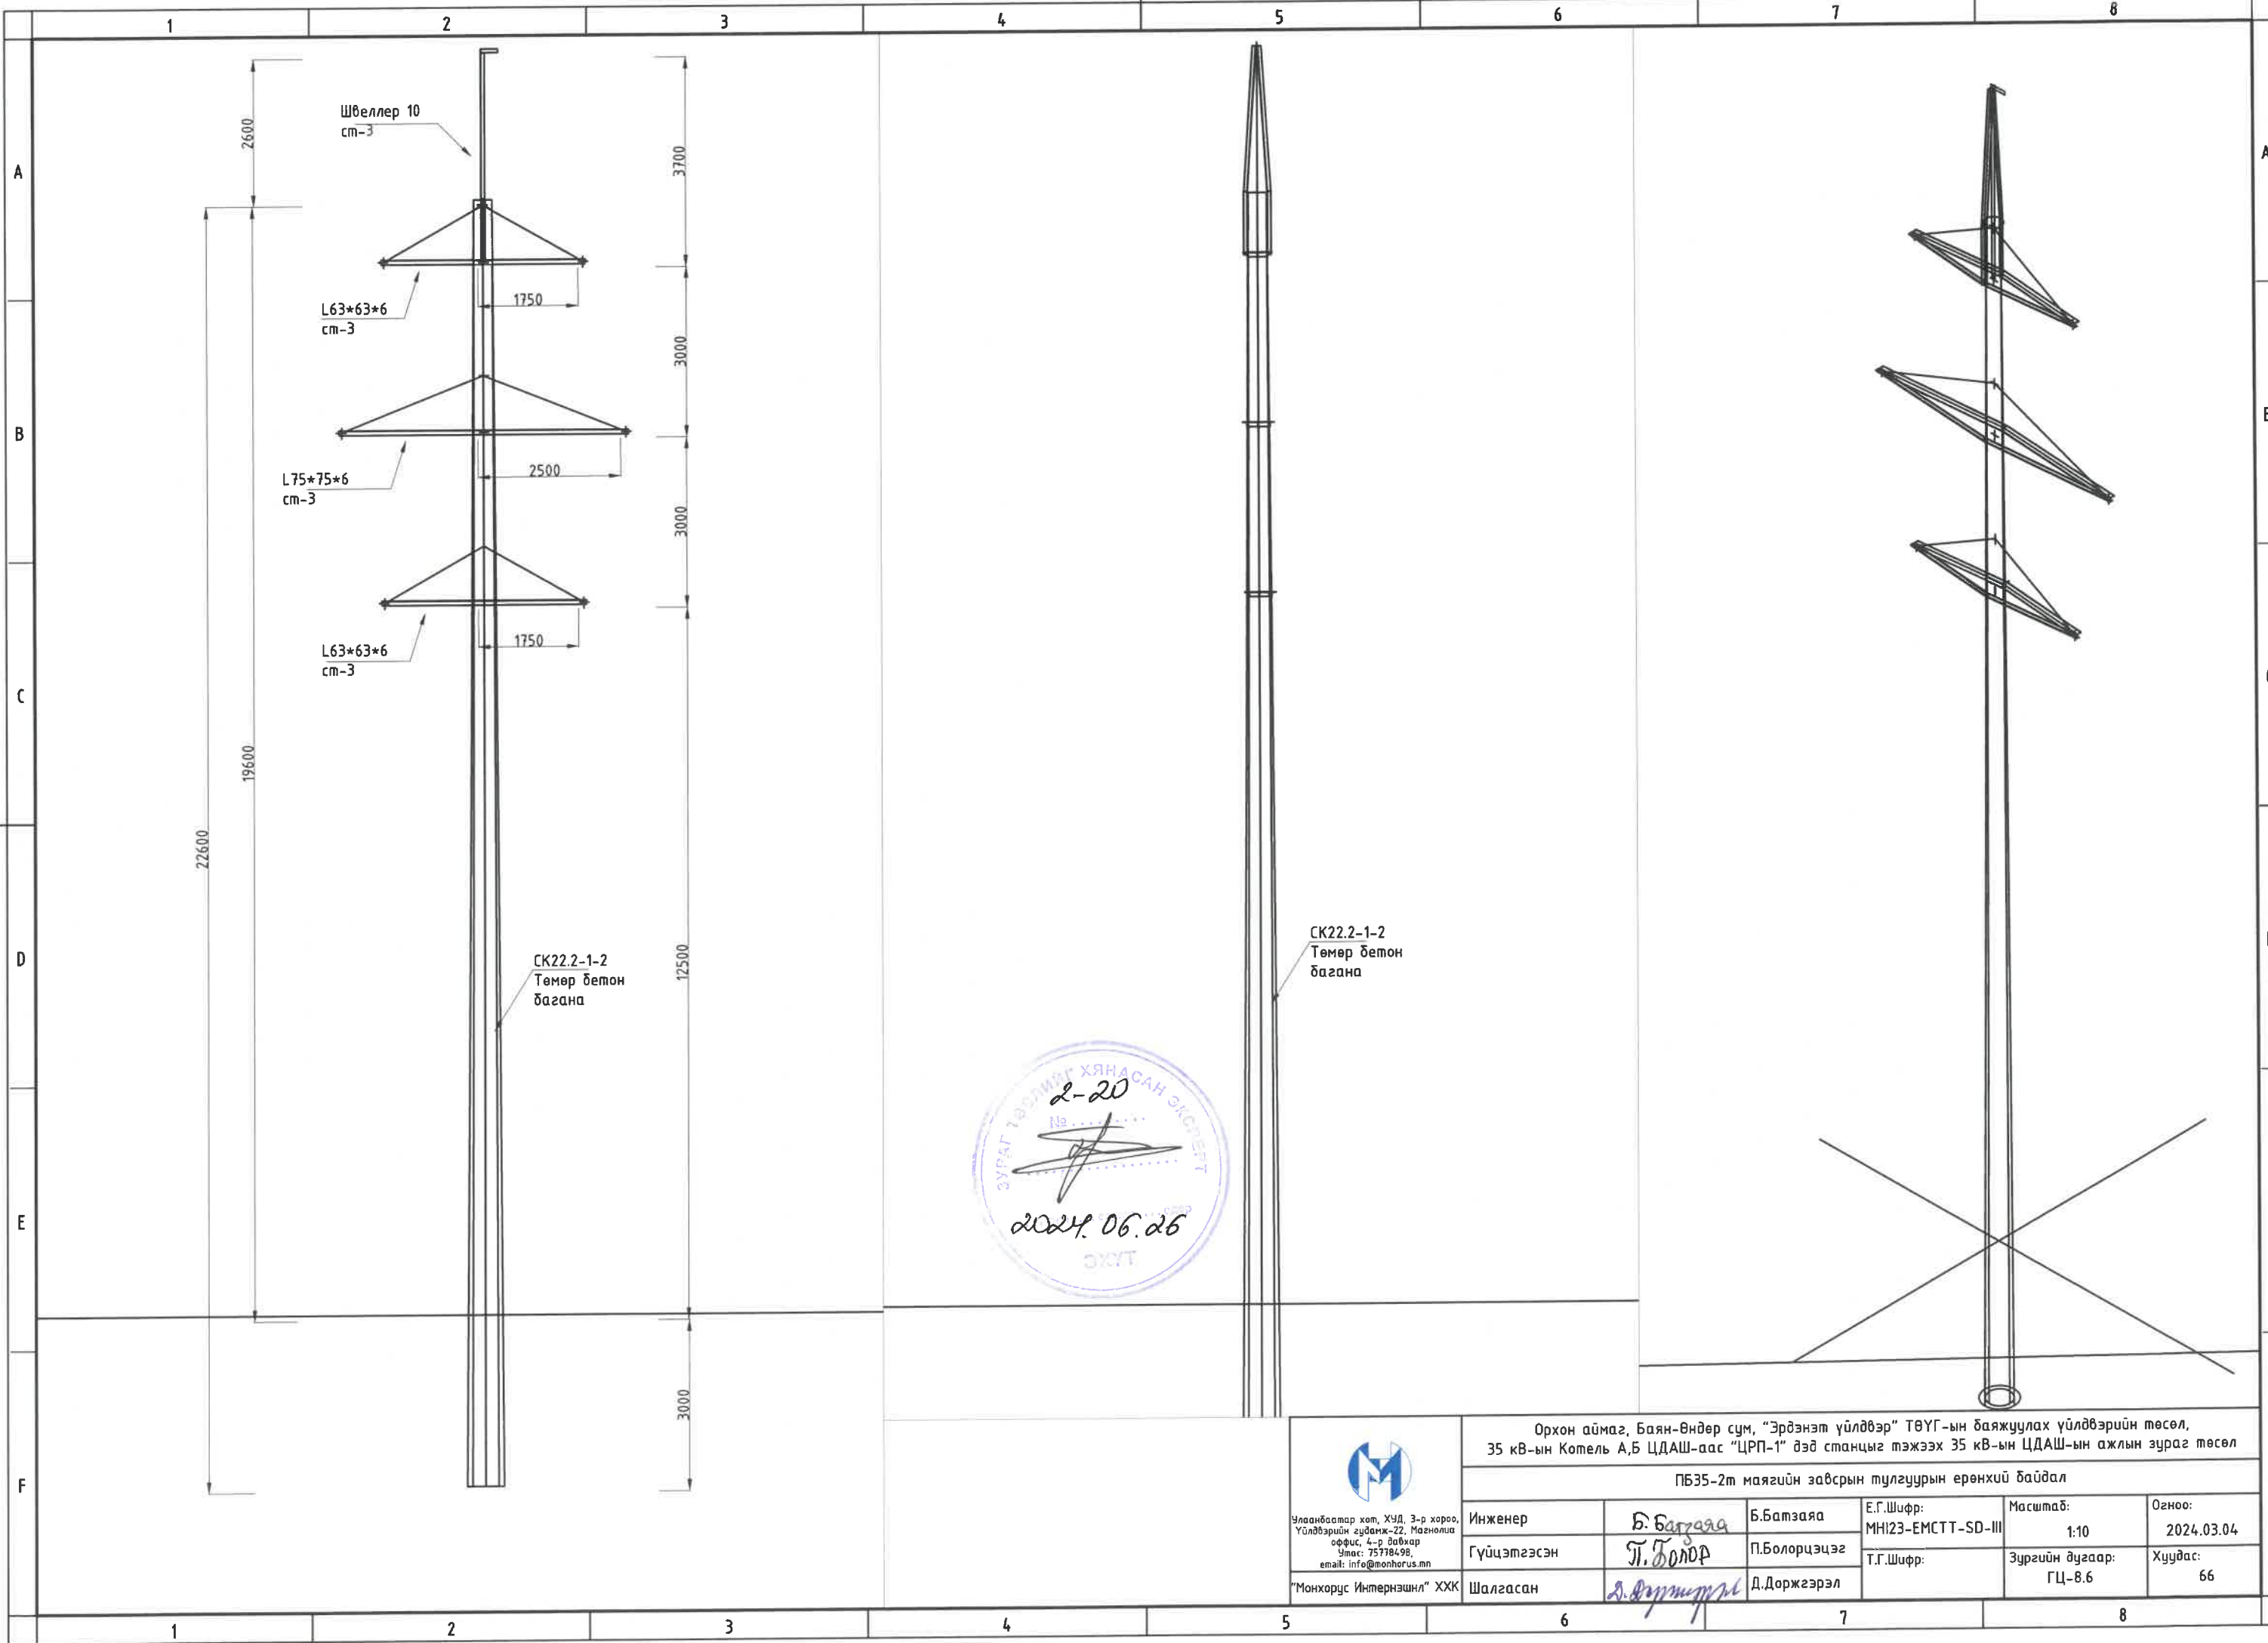 1 2 3 4 5 6 7 8
A
B
C
D
E
F
2600
3700
Швеллер 10
ст-3
L63*63*6
ст-3
1750
3000
L75*75*6
ст-3
2500
3000
L63*63*6
ст-3
1750
19600
22600
12500
3000
СК22.2-1-2
Төмөр бетон
багана
СК22.2-1-2
Төмөр бетон
багана
ЗУРАГ ТӨСЛИЙГ ХЯНАСАН ЭКСПЕРТ
2-20
№
2024.06.26
Орхон аймаг, Баян-Өндөр сум, "Эрдэнэт үйлдвэр" ТӨҮГ-ын баяжуулах үйлдвэрийн төсөл,
35 кВ-ын Котель А,Б ЦДАШ-аас "ЦРП-1" дэд станцыг тэжээх 35 кВ-ын ЦДАШ-ын ажлын зураг төсөл
ПБ35-2т маягийн завсрын тулгуурын ерөнхий байдал
Улаанбаатар хот, ХУД, 3-р хороо,
Үйлдвэрийн гудамж-22, Магнолиа
оффис, 4-р давхар
Утас: 75778498,
email: info@monhorus.mn
"Монхорус Интернэшнл" ХХК
Инженер Б. Батзаяа Б.Батзаяа
Гүйцэтгэсэн П. Болор П.Болорцэцэг
Шалгасан Д.Доржгэрэл
Е.Г.Шифр:
МН123-EMCTT-SD-III
Т.Г.Шифр:
Масштаб:
1:10
Огноо:
2024.03.04
Зургийн дугаар:
ГЦ-8.6
Хуудас:
66
1 2 3 4 5 6 7 8